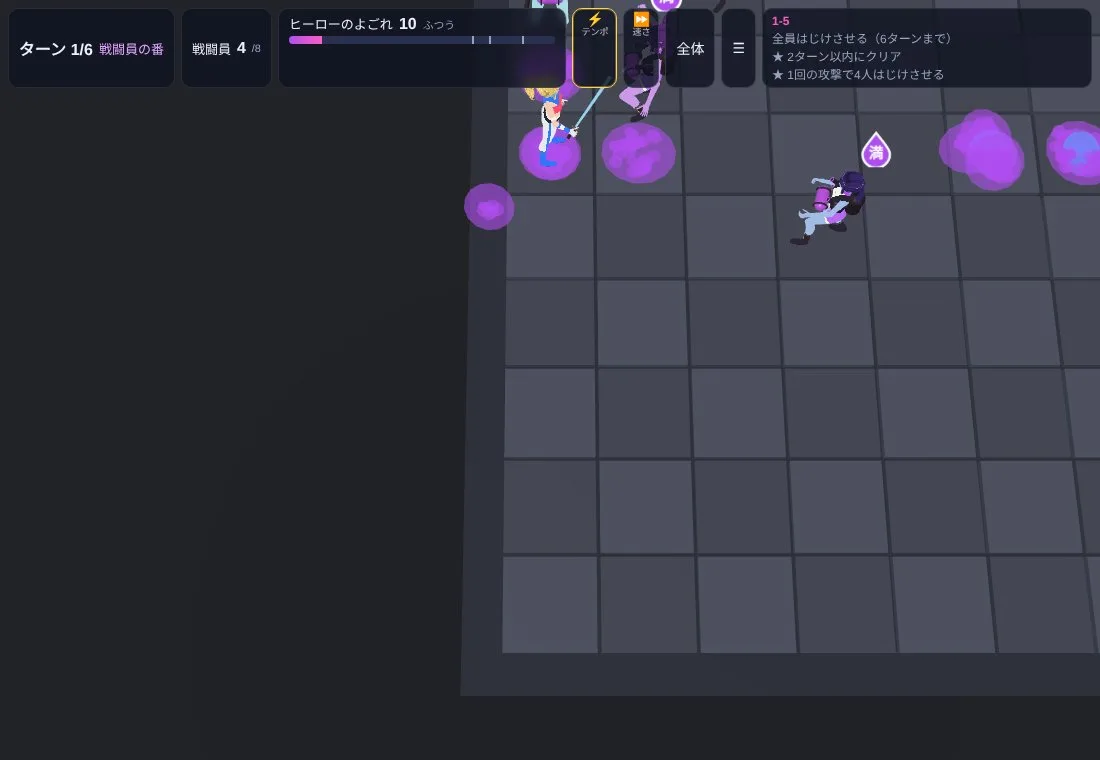 ターン 1/6 戦闘員の番
戦闘員 4 /8
ヒーローのよごれ 10 ふつう
テンポ
速さ
全体
1-5
全員はじけさせる（6ターンまで）
★ 2ターン以内にクリア
★ 1回の攻撃で4人はじけさせる
満
満